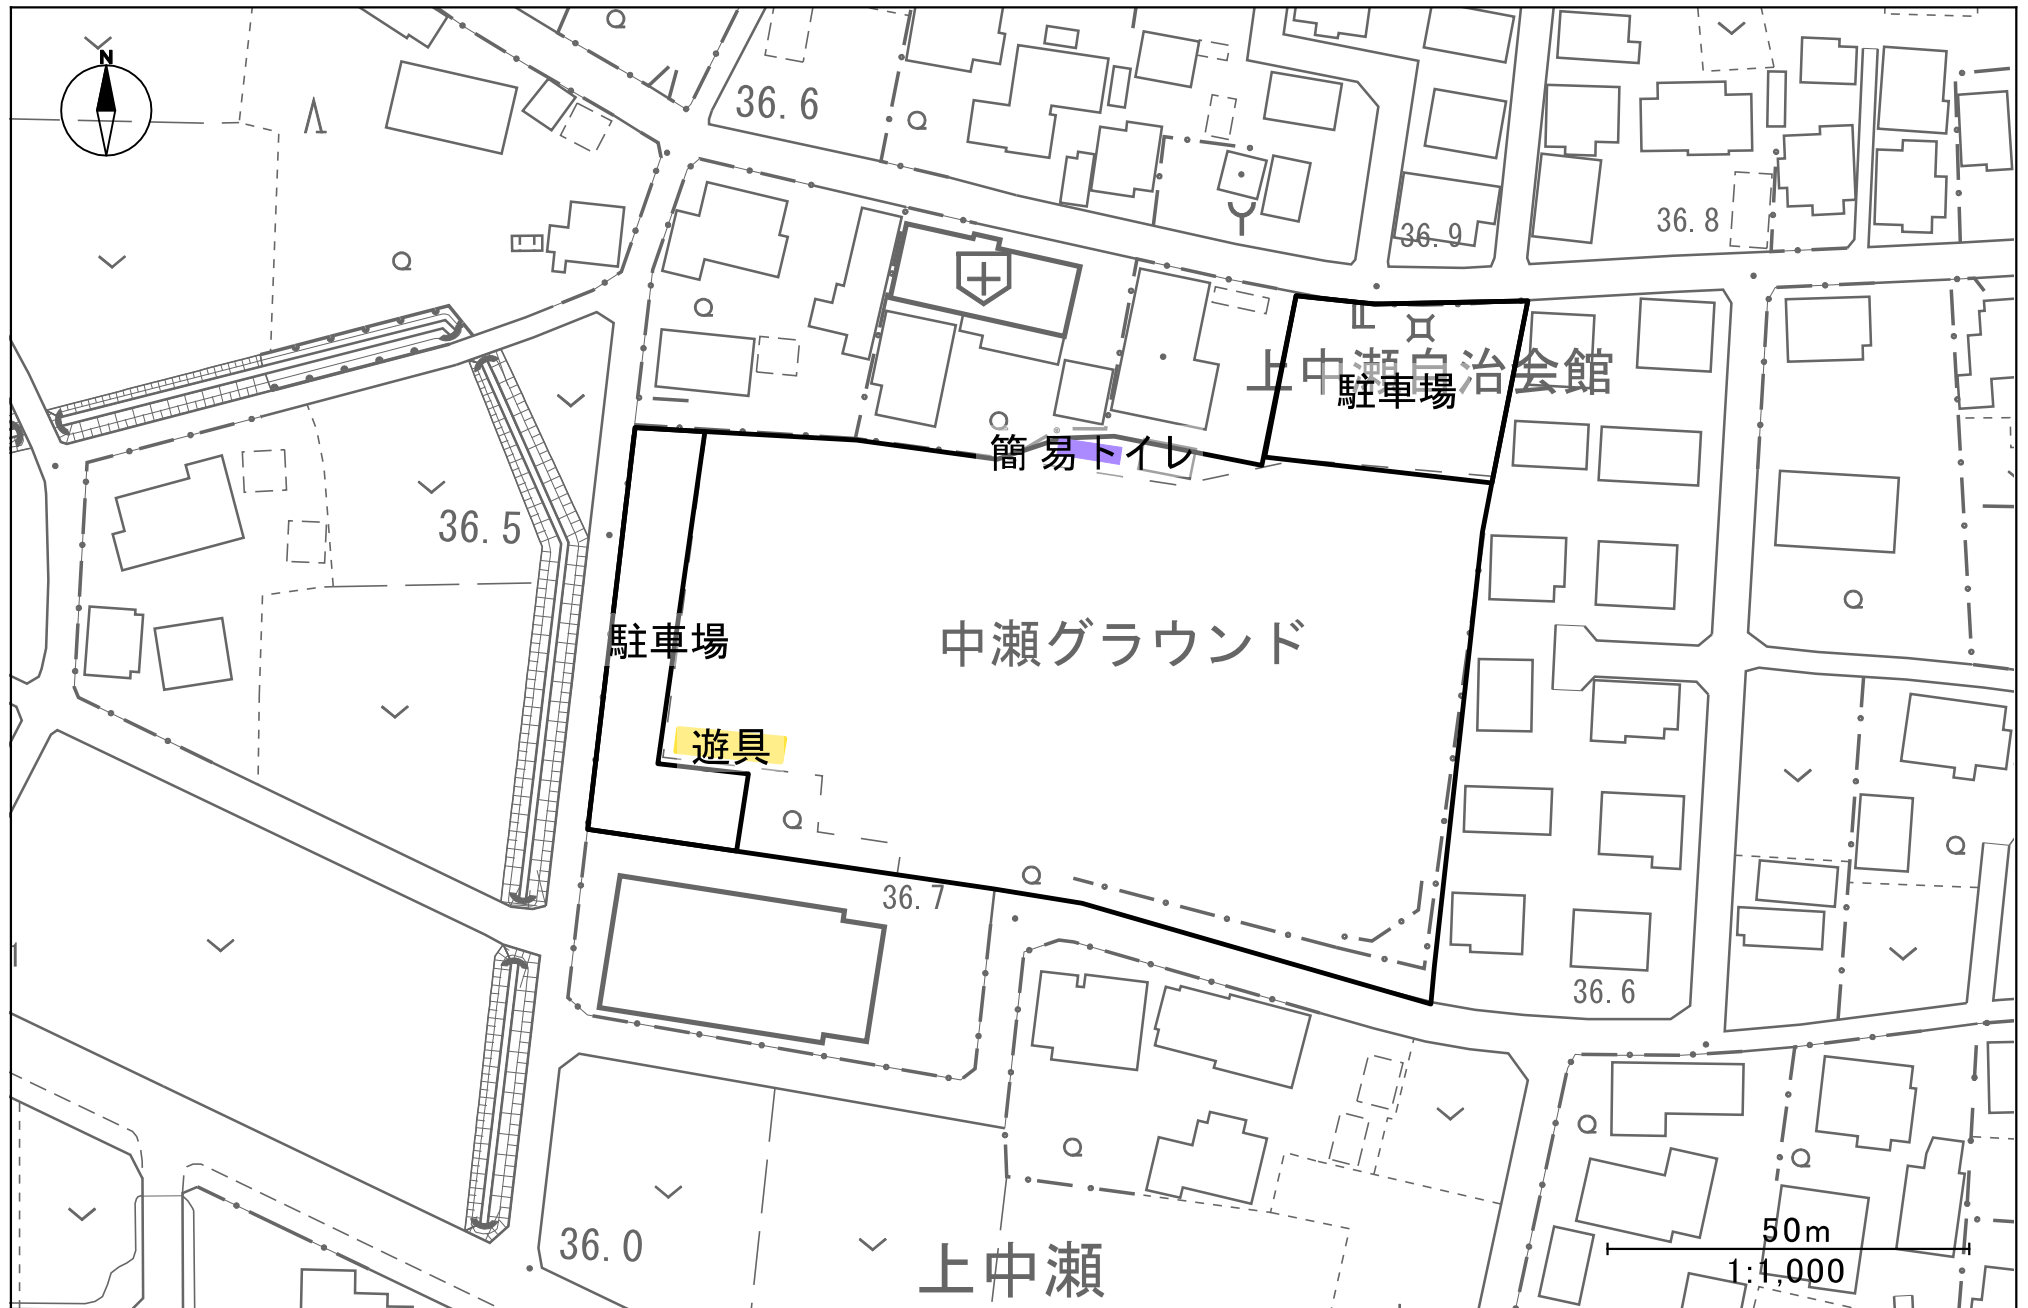 N
36.6
36.9
36.8
上中瀬自治会館
駐車場
簡易トイレ
36.5
駐車場
中瀬グラウンド
遊具
36.7
36.6
36.0
上中瀬
50m
1:1,000